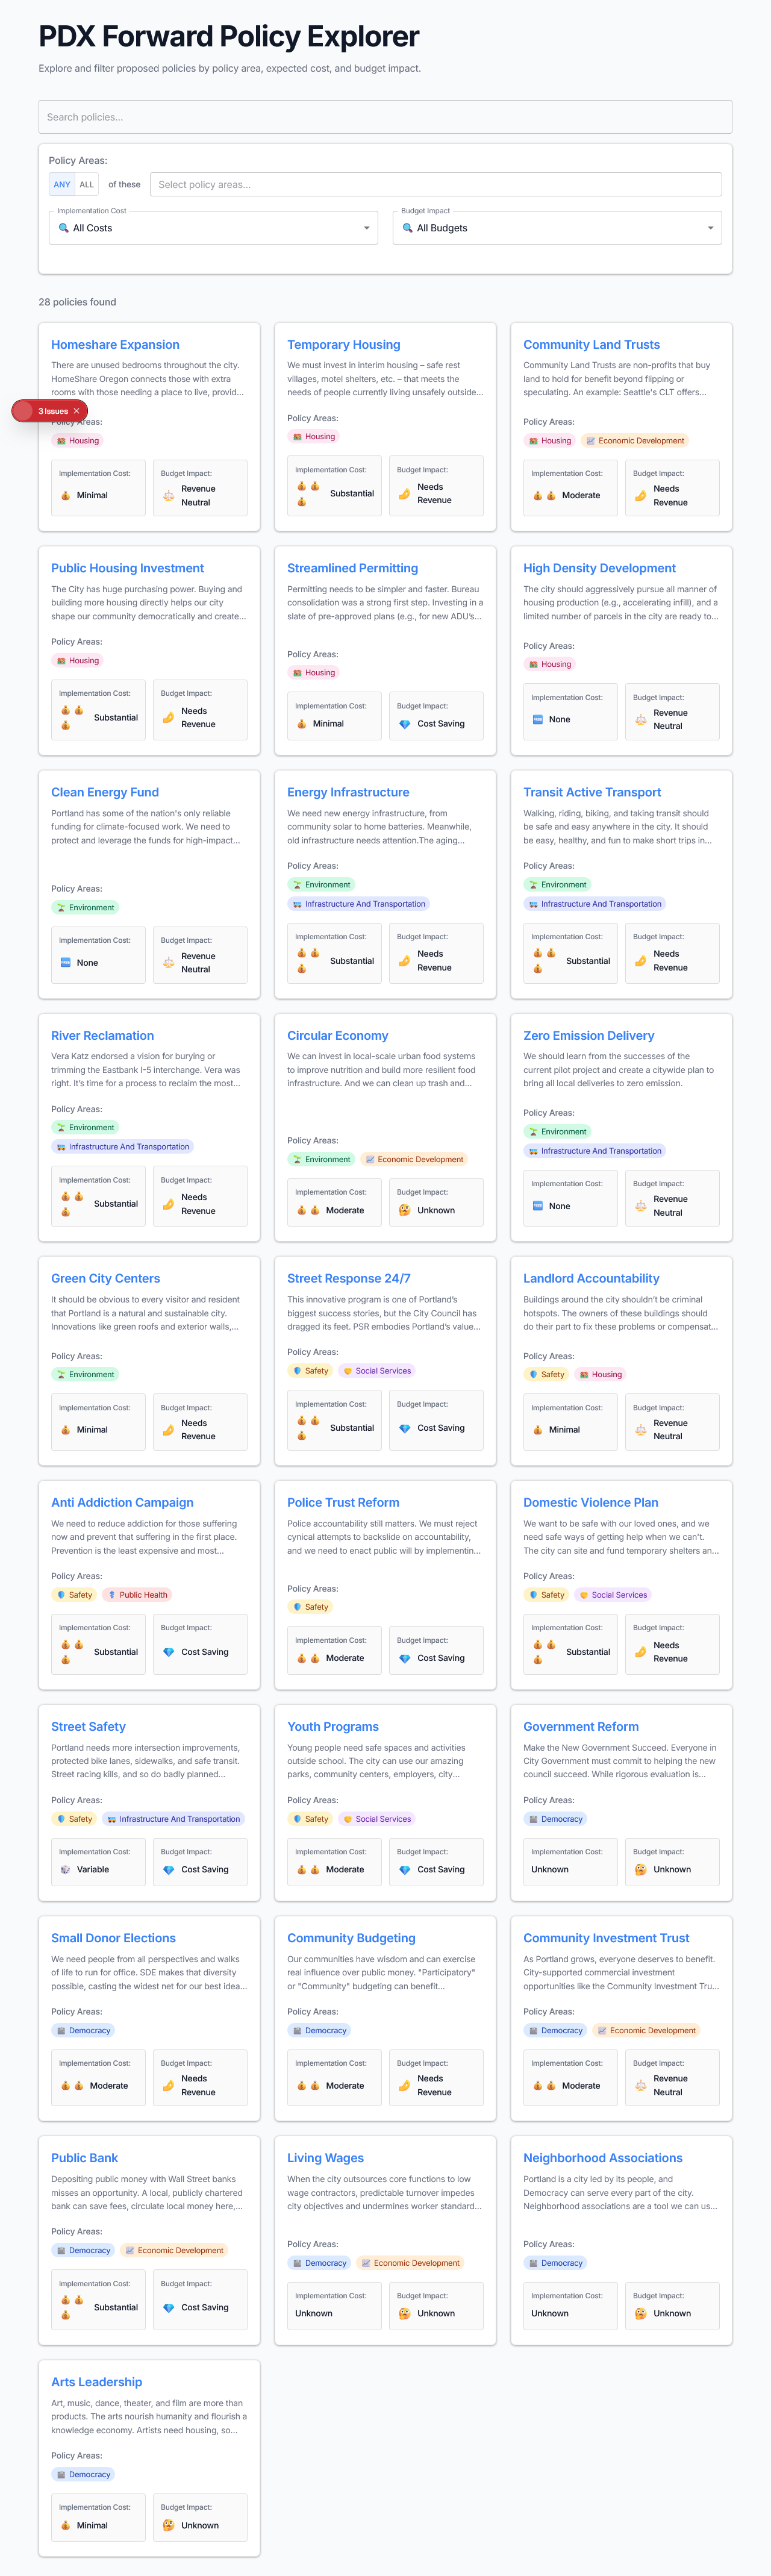 PDX Forward Policy Explorer
Explore and filter proposed policies by policy area, expected cost, and budget impact.
Search policies...
Policy Areas:
ANY ALL of these Select policy areas...
Implementation Cost Budget Impact
All Costs All Budgets
28 policies found
Homeshare Expansion
There are unused bedrooms throughout the city.
HomeShare Oregon connects those with extra
rooms with those needing a place to live, provid...
3 Issues
Policy Areas:
Housing
Implementation Cost:
Minimal
Budget Impact:
Revenue
Neutral
Temporary Housing
We must invest in interim housing – safe rest
villages, motel shelters, etc. – that meets the
needs of people currently living unsafely outside...
Policy Areas:
Housing
Implementation Cost:
Substantial
Budget Impact:
Needs
Revenue
Community Land Trusts
Community Land Trusts are non-profits that buy
land to hold for benefit beyond flipping or
speculating. An example: Seattle's CLT offers...
Policy Areas:
Housing Economic Development
Implementation Cost:
Moderate
Budget Impact:
Needs
Revenue
Public Housing Investment
The City has huge purchasing power. Buying and
building more housing directly helps our city
shape our community democratically and create...
Policy Areas:
Housing
Implementation Cost:
Substantial
Budget Impact:
Needs
Revenue
Streamlined Permitting
Permitting needs to be simpler and faster. Bureau
consolidation was a strong first step. Investing in a
slate of pre-approved plans (e.g., for new ADU's...
Policy Areas:
Housing
Implementation Cost:
Minimal
Budget Impact:
Cost Saving
High Density Development
The city should aggressively pursue all manner of
housing production (e.g., accelerating infill), and a
limited number of parcels in the city are ready to...
Policy Areas:
Housing
Implementation Cost:
None
Budget Impact:
Revenue
Neutral
Clean Energy Fund
Portland has some of the nation's only reliable
funding for climate-focused work. We need to
protect and leverage the funds for high-impact...
Policy Areas:
Environment
Implementation Cost:
None
Budget Impact:
Revenue
Neutral
Energy Infrastructure
We need new energy infrastructure, from
community solar to home batteries. Meanwhile,
old infrastructure needs attention.The aging...
Policy Areas:
Environment
Infrastructure And Transportation
Implementation Cost:
Substantial
Budget Impact:
Needs
Revenue
Transit Active Transport
Walking, riding, biking, and taking transit should
be safe and easy anywhere in the city. It should
be easy, healthy, and fun to make short trips in...
Policy Areas:
Environment
Infrastructure And Transportation
Implementation Cost:
Substantial
Budget Impact:
Needs
Revenue
River Reclamation
Vera Katz endorsed a vision for burying or
trimming the Eastbank I-5 interchange. Vera was
right. It's time for a process to reclaim the most...
Policy Areas:
Environment
Infrastructure And Transportation
Implementation Cost:
Substantial
Budget Impact:
Needs
Revenue
Circular Economy
We can invest in local-scale urban food systems
to improve nutrition and build more resilient food
infrastructure. And we can clean up trash and...
Policy Areas:
Environment Economic Development
Implementation Cost:
Moderate
Budget Impact:
Unknown
Zero Emission Delivery
We should learn from the successes of the
current pilot project and create a citywide plan to
bring all local deliveries to zero emission.
Policy Areas:
Environment
Infrastructure And Transportation
Implementation Cost:
None
Budget Impact:
Revenue
Neutral
Green City Centers
It should be obvious to every visitor and resident
that Portland is a natural and sustainable city.
Innovations like green roofs and exterior walls,...
Policy Areas:
Environment
Implementation Cost:
Minimal
Budget Impact:
Needs
Revenue
Street Response 24/7
This innovative program is one of Portland's
biggest success stories, but the City Council has
dragged its feet. PSR embodies Portland's value...
Policy Areas:
Safety Social Services
Implementation Cost:
Substantial
Budget Impact:
Cost Saving
Landlord Accountability
Buildings around the city shouldn't be criminal
hotspots. The owners of these buildings should
do their part to fix these problems or compensat...
Policy Areas:
Safety Housing
Implementation Cost:
Minimal
Budget Impact:
Revenue
Neutral
Anti Addiction Campaign
We need to reduce addiction for those suffering
now and prevent that suffering in the first place.
Prevention is the least expensive and most...
Policy Areas:
Safety Public Health
Implementation Cost:
Substantial
Budget Impact:
Cost Saving
Police Trust Reform
Police accountability still matters. We must reject
cynical attempts to backslide on accountability,
and we need to enact public will by implementin...
Policy Areas:
Safety
Implementation Cost:
Moderate
Budget Impact:
Cost Saving
Domestic Violence Plan
We want to be safe with our loved ones, and we
need safe ways of getting help when we can't.
The city can site and fund temporary shelters an...
Policy Areas:
Safety Social Services
Implementation Cost:
Substantial
Budget Impact:
Needs
Revenue
Street Safety
Portland needs more intersection improvements,
protected bike lanes, sidewalks, and safe transit.
Street racing kills, and so do badly planned...
Policy Areas:
Safety Infrastructure And Transportation
Implementation Cost:
Variable
Budget Impact:
Cost Saving
Youth Programs
Young people need safe spaces and activities
outside school. The city can use our amazing
parks, community centers, employers, city...
Policy Areas:
Safety Social Services
Implementation Cost:
Moderate
Budget Impact:
Cost Saving
Government Reform
Make the New Government Succeed. Everyone in
City Government must commit to helping the new
council succeed. While rigorous evaluation is...
Policy Areas:
Democracy
Implementation Cost:
Unknown
Budget Impact:
Unknown
Small Donor Elections
We need people from all perspectives and walks
of life to run for office. SDE makes that diversity
possible, casting the widest net for our best idea...
Policy Areas:
Democracy
Implementation Cost:
Moderate
Budget Impact:
Needs
Revenue
Community Budgeting
Our communities have wisdom and can exercise
real influence over public money. "Participatory"
or "Community" budgeting can benefit...
Policy Areas:
Democracy
Implementation Cost:
Moderate
Budget Impact:
Needs
Revenue
Community Investment Trust
As Portland grows, everyone deserves to benefit.
City-supported commercial investment
opportunities like the Community Investment Tru...
Policy Areas:
Democracy Economic Development
Implementation Cost:
Moderate
Budget Impact:
Revenue
Neutral
Public Bank
Depositing public money with Wall Street banks
misses an opportunity. A local, publicly chartered
bank can save fees, circulate local money here,...
Policy Areas:
Democracy Economic Development
Implementation Cost:
Substantial
Budget Impact:
Cost Saving
Living Wages
When the city outsources core functions to low
wage contractors, predictable turnover impedes
city objectives and undermines worker standard...
Policy Areas:
Democracy Economic Development
Implementation Cost:
Unknown
Budget Impact:
Unknown
Neighborhood Associations
Portland is a city led by its people, and
Democracy can serve every part of the city.
Neighborhood associations are a tool we can us...
Policy Areas:
Democracy
Implementation Cost:
Unknown
Budget Impact:
Unknown
Arts Leadership
Art, music, dance, theater, and film are more than
products. The arts nourish humanity and flourish a
knowledge economy. Artists need housing, so...
Policy Areas:
Democracy
Implementation Cost:
Minimal
Budget Impact:
Unknown